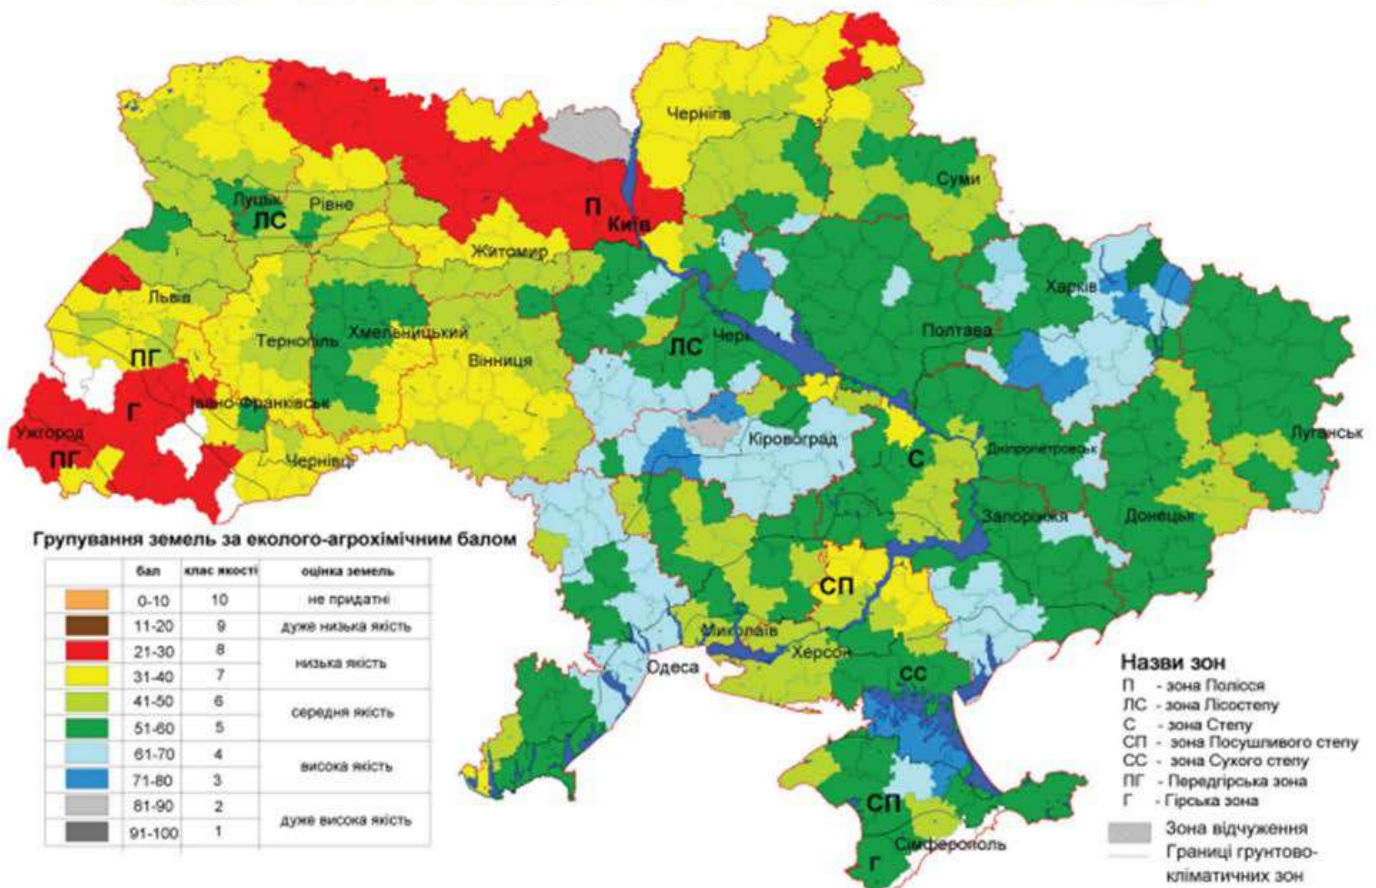 Чернігів
Суми
Луцьк
Рівне
ЛС
П
Київ
Житомир
Львів
Харків
Тернопіль
Хмельницький
Вінниця
ЛС
Полтава
ПГ
Г
Івано-Франківськ
Ужгород
ПГ
Чернівці
Кіровоград
С
Дніпропетровськ
Луганськ
Запоріжжя
Донецьк
СП
Миколаїв
Херсон
Одеса
СС
СП
Сімферополь
Г
Групування земель за еколого-агрохімічним балом
бал клас якості оцінка земель
0-10 10 не придатні
11-20 9 дуже низька якість
21-30 8
низька якість
31-40 7
41-50 6
середня якість
51-60 5
61-70 4
висока якість
71-80 3
81-90 2
дуже висока якість
91-100 1
Назви зон
П - зона Полісся
ЛС - зона Лісостепу
С - зона Степу
СП - зона Посушливого степу
СС - зона Сухого степу
ПГ - Передгірська зона
Г - Гірська зона
Зона відчуження
Границі грунтово-
кліматичних зон